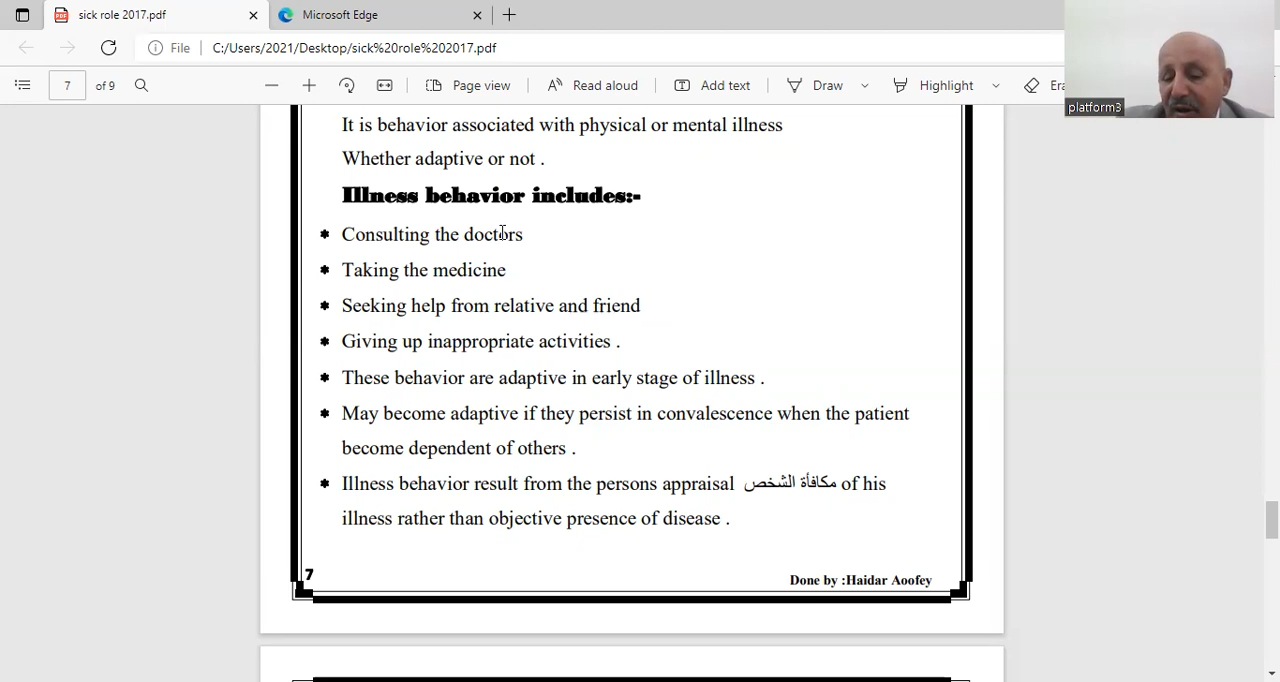 sick role 2017.pdf
Microsoft Edge
File
C:/Users/2021/Desktop/sick%20role%202017.pdf
7 of 9
Page view
Read aloud
Add text
Draw
Highlight
Era
platform3
It is behavior associated with physical or mental illness
Whether adaptive or not .
Illness behavior includes:-
Consulting the doctors
Taking the medicine
Seeking help from relative and friend
Giving up inappropriate activities .
These behavior are adaptive in early stage of illness .
May become adaptive if they persist in convalescence when the patient
become dependent of others .
Illness behavior result from the persons appraisal مكافأة الشخص of his
illness rather than objective presence of disease .
7
Done by :Haidar Aoofey